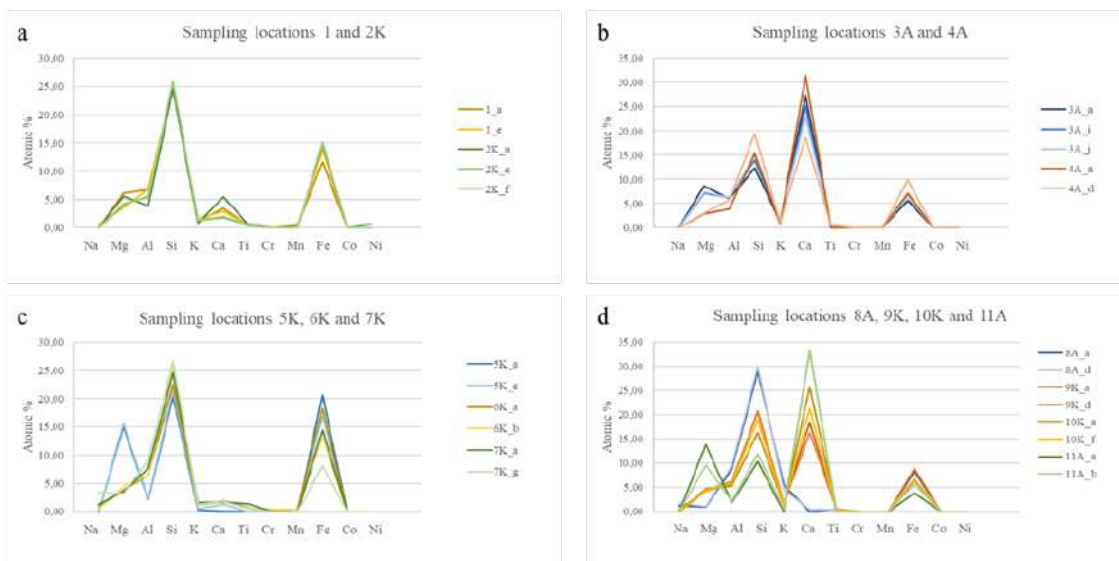 a
Sampling locations 1 and 2K
30,00
25,00
20,00
15,00
10,00
5,00
0,00
Atomic %
Na Mg Al Si K Ca Ti Cr Mn Fe Co Ni
1_a
1_e
2K_a
2K_e
2K_f
b
Sampling locations 3A and 4A
35,00
30,00
25,00
20,00
15,00
10,00
5,00
0,00
Atomic %
Na Mg Al Si K Ca Ti Cr Mn Fe Co Ni
3A_a
3A_i
3A_j
4A_a
4A_d
c
Sampling locations 5K, 6K and 7K
30,00
25,00
20,00
15,00
10,00
5,00
0,00
Atomic %
Na Mg Al Si K Ca Ti Cr Mn Fe Co Ni
5K_a
5K_e
6K_a
6K_b
7K_a
7K_g
d
Sampling locations 8A, 9K, 10K and 11A
35,00
30,00
25,00
20,00
15,00
10,00
5,00
0,00
Atomic %
Na Mg Al Si K Ca Ti Cr Mn Fe Co Ni
8A_a
8A_d
9K_a
9K_d
10K_a
10K_f
11A_a
11A_b